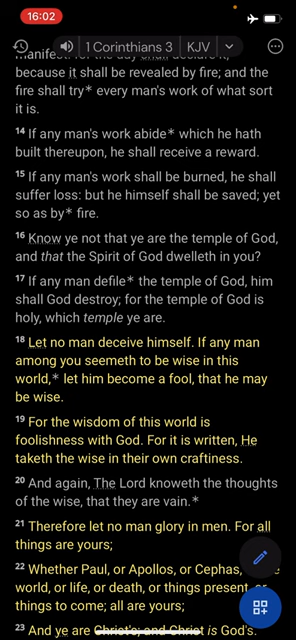 16:02
1 Corinthians 3 KJV
because it shall be revealed by fire; and the
fire shall try* every man's work of what sort
it is.
14 If any man's work abide* which he hath
built thereupon, he shall receive a reward.
15 If any man's work shall be burned, he shall
suffer loss: but he himself shall be saved; yet
so as by* fire.
16 Know ye not that ye are the temple of God,
and that the Spirit of God dwelleth in you?
17 If any man defile* the temple of God, him
shall God destroy; for the temple of God is
holy, which temple ye are.
18 Let no man deceive himself. If any man
among you seemeth to be wise in this
world,* let him become a fool, that he may
be wise.
19 For the wisdom of this world is
foolishness with God. For it is written, He
taketh the wise in their own craftiness.
20 And again, The Lord knoweth the thoughts
of the wise, that they are vain.*
21 Therefore let no man glory in men. For all
things are yours;
22 Whether Paul, or Apollos, or Cephas,
world, or life, or death, or things present, or
things to come; all are yours;
23 And ye are Christ's; and Christ is God's.